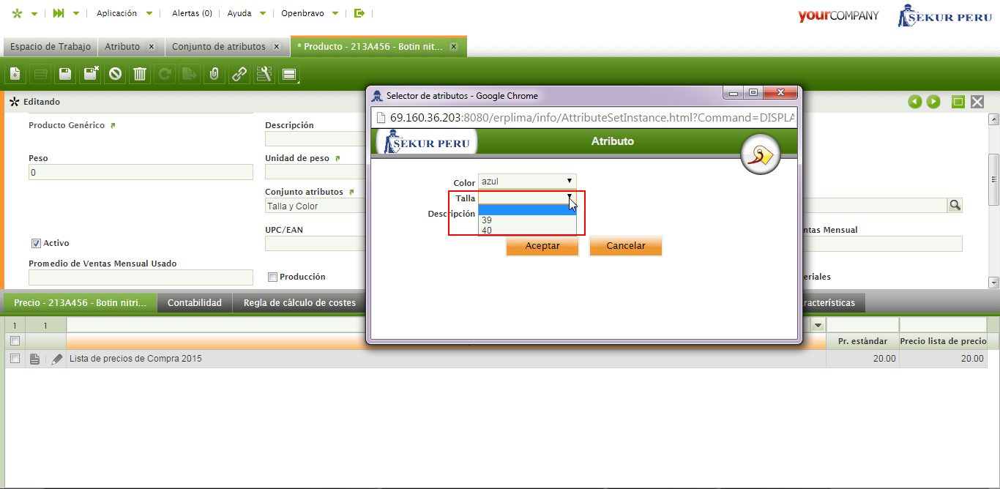 Aplicación
Alertas (0)
Ayuda
Openbravo
yourCOMPANY
SEKUR PERU
Espacio de Trabajo
Atributo
Conjunto de atributos
* Producto - 213A456 - Botin nit...
Editando
Producto Genérico
Descripción
Peso
Unidad de peso
0
Conjunto atributos
Talla y Color
UPC/EAN
ntas Mensual
Activo
Promedio de Ventas Mensual Usado
Producción
eriales
Selector de atributos - Google Chrome
69.160.36.203:8080/erplima/info/AttributeSetInstance.html?Command=DISPLA
SEKUR PERU
Atributo
Color
azul
Talla
Descripción
39
40
Aceptar
Cancelar
Precio - 213A456 - Botin nitri...
Contabilidad
Regla de cálculo de costes
racterísticas
1
1
Pr. estándar
Precio lista de precio
Lista de precios de Compra 2015
20.00
20.00